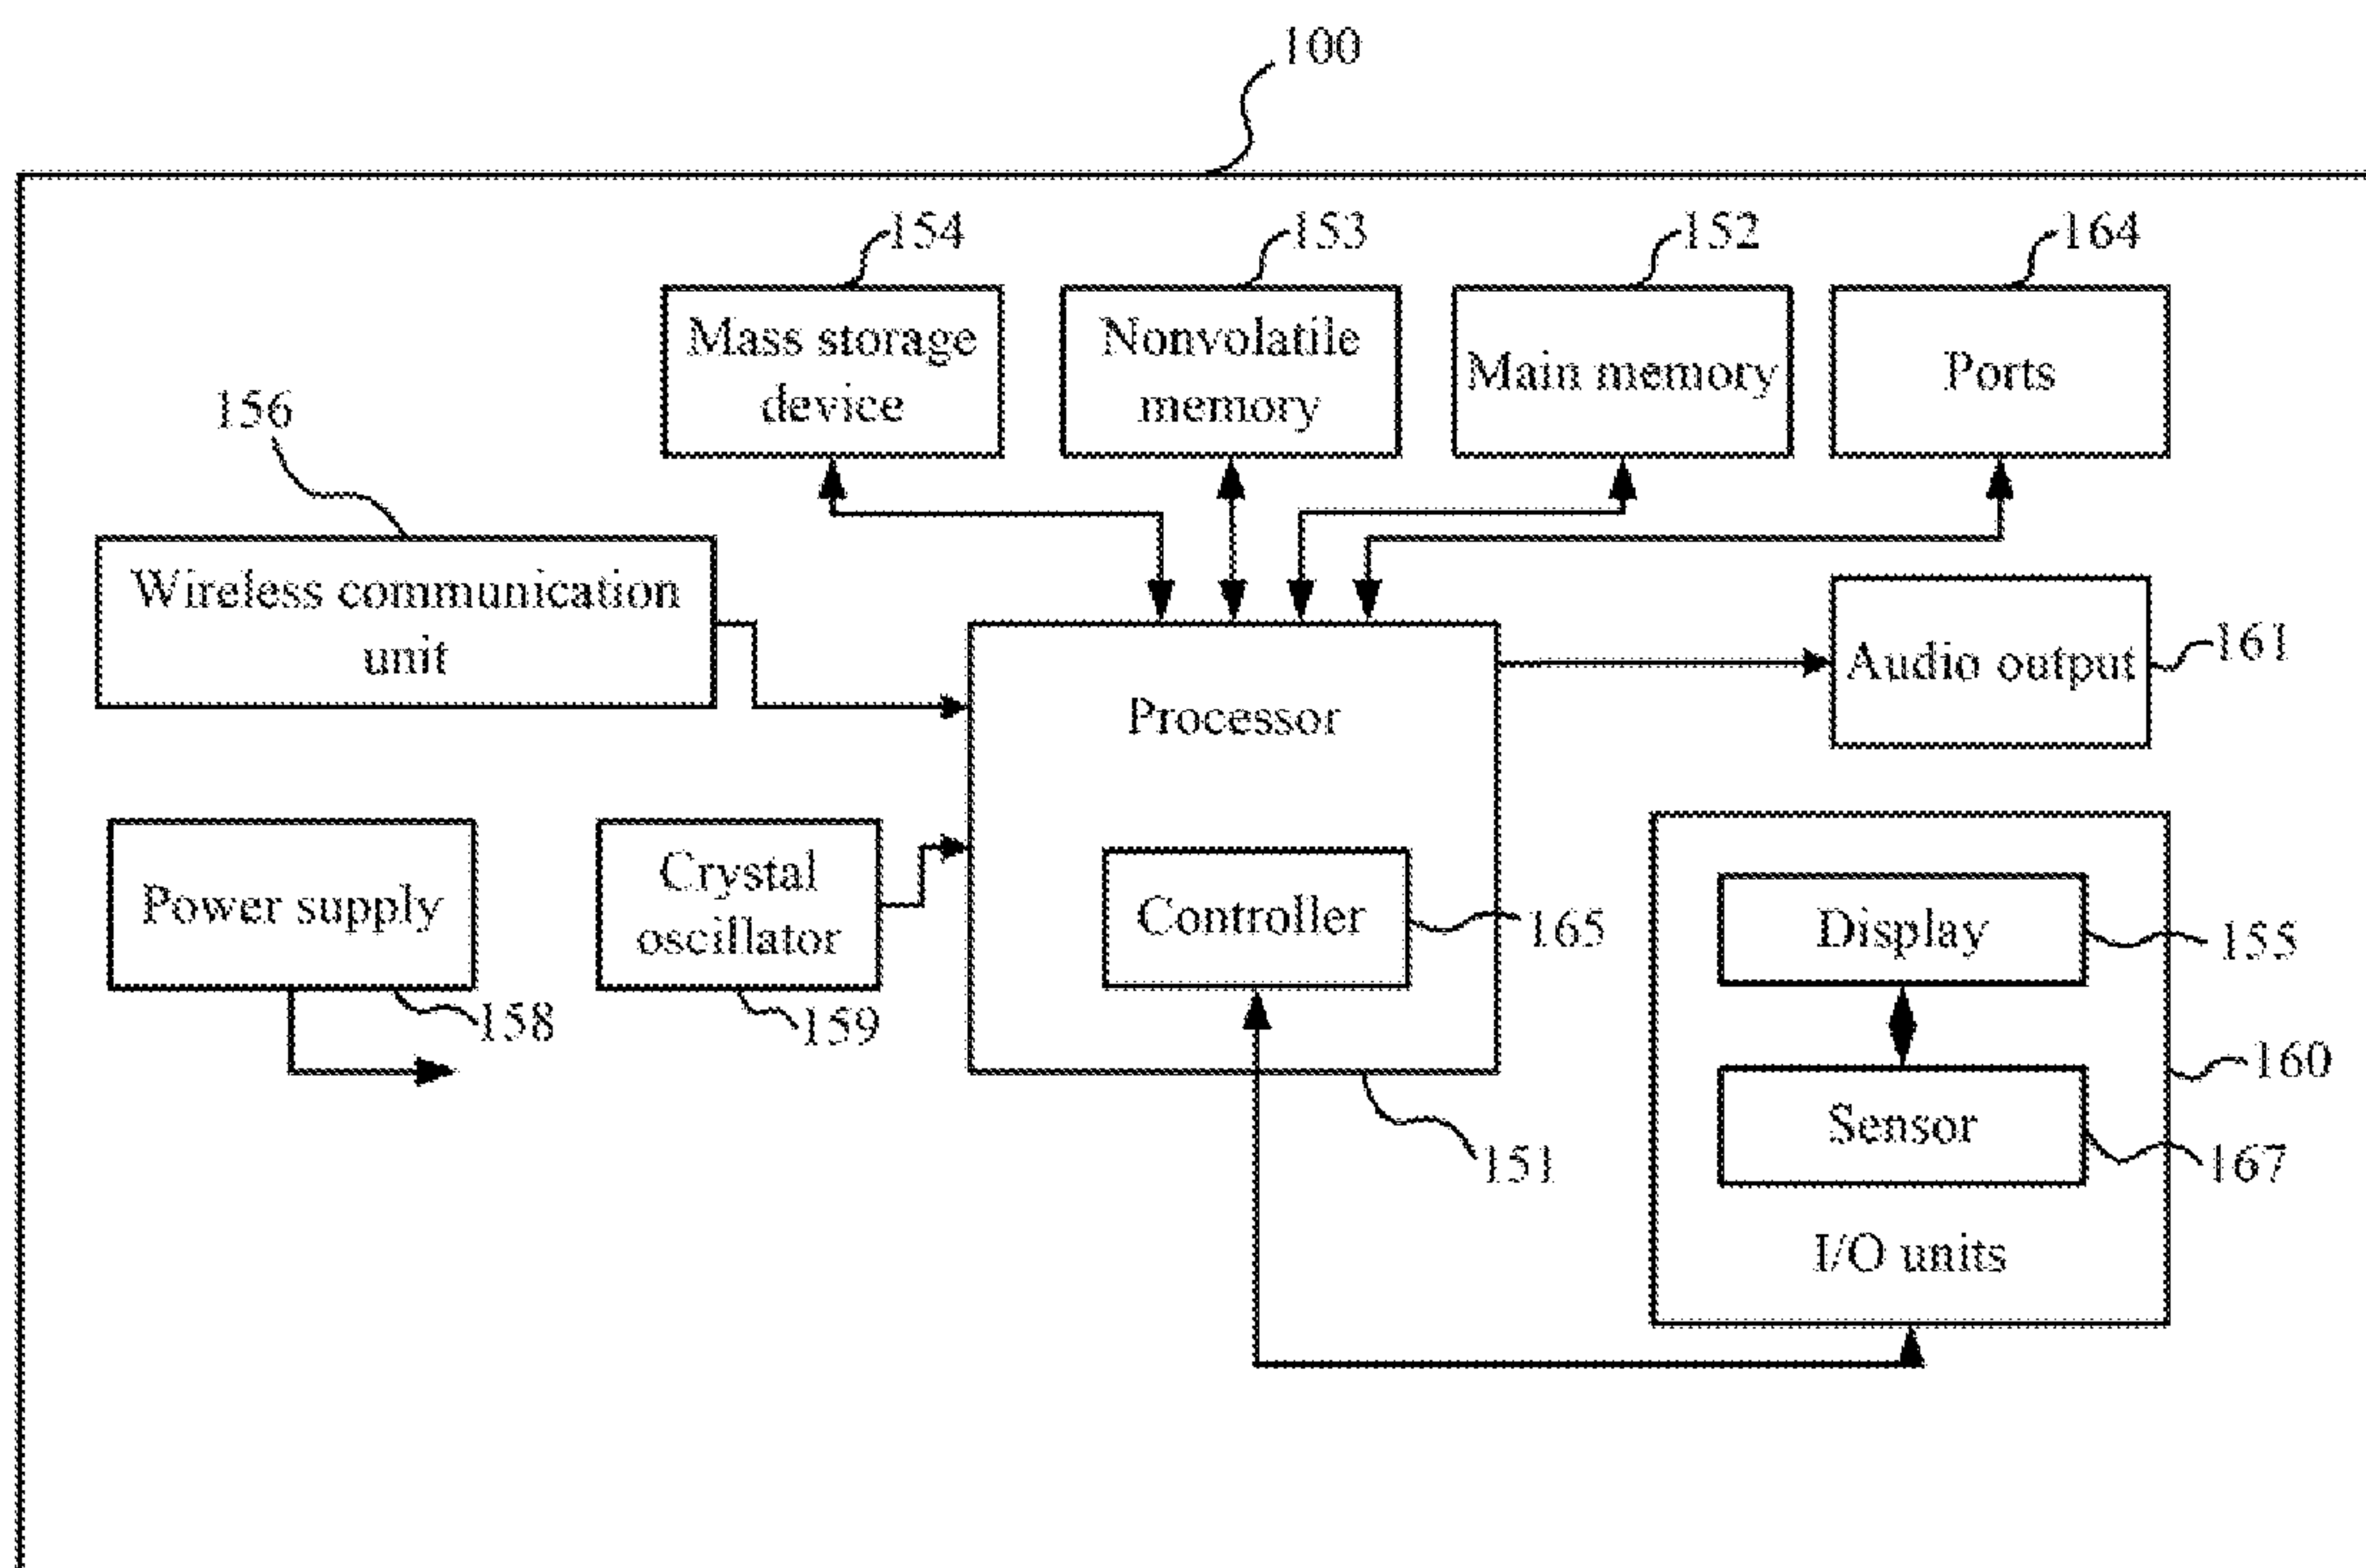 100
154
153
152
164
Mass storage
device
Nonvolatile
memory
Main memory
Ports
156
Wireless communication
unit
Processor
Audio output
161
Power supply
158
Crystal
oscillator
159
Controller
165
151
Display
155
Sensor
167
160
I/O units